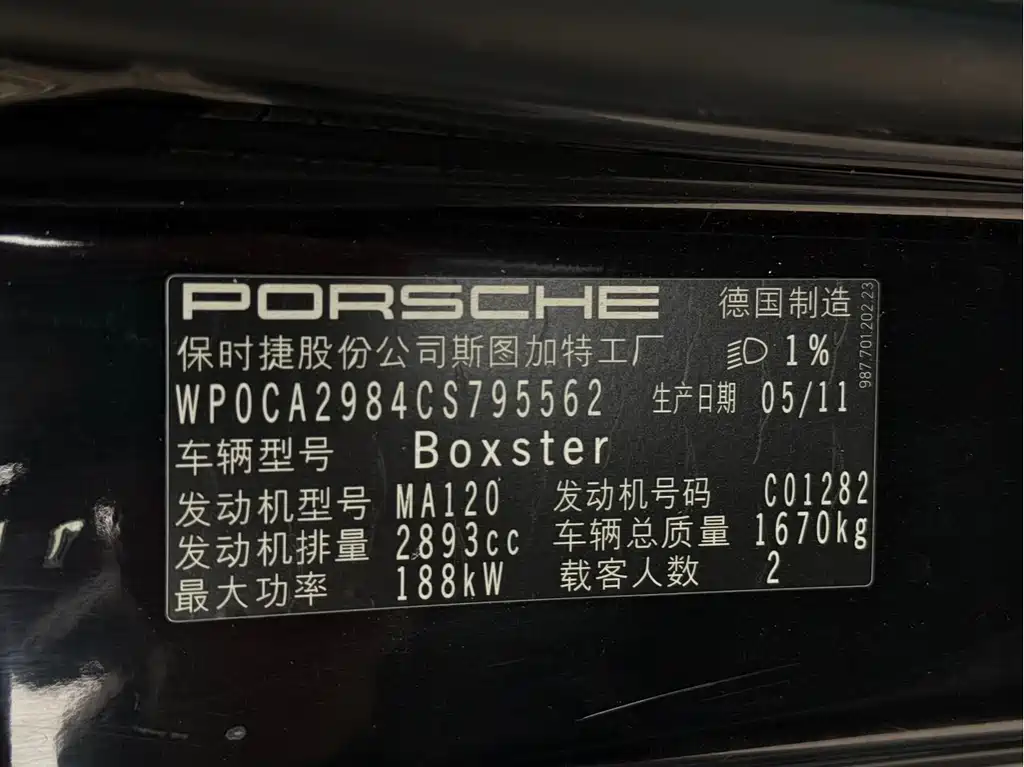 PORSCHE 德国制造
保时捷股份公司斯图加特工厂 1%
WP0CA2984CS795562 生产日期 05/11
车辆型号 Boxster
发动机型号 MA120 发动机号码 C01282
发动机排量 2893cc 车辆总质量 1670kg
最大功率 188kW 载客人数 2
987.701.202.23